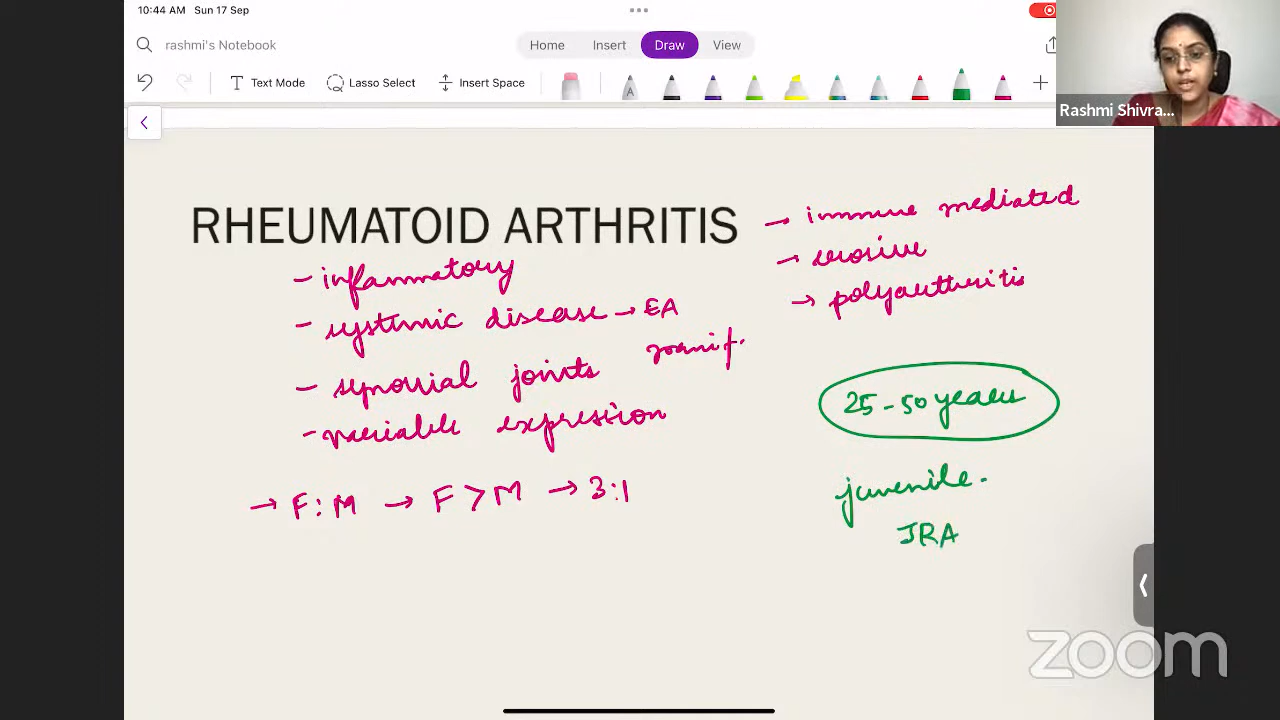 10:44 AM Sun 17 Sep
rashmi's Notebook
Home Insert Draw View
Text Mode Lasso Select Insert Space
A
Rashmi Shivra...
RHEUMATOID ARTHRITIS
- inflammatory
- systemic disease → EA
manif.
- synovial joints
- variable expression
→ F:M → F > M → 3:1
→ immune mediated
→ erosive
→ polyarthritis
25-50 years
juvenile.
JRA
zoom